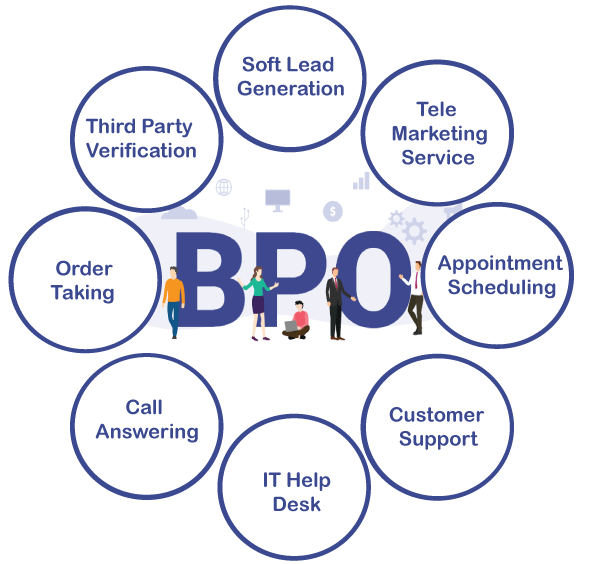 Soft Lead
Generation
Tele
Marketing
Service
Third Party
Verification
$
BPO
Order
Taking
Appointment
Scheduling
Call
Answering
Customer
Support
IT Help
Desk